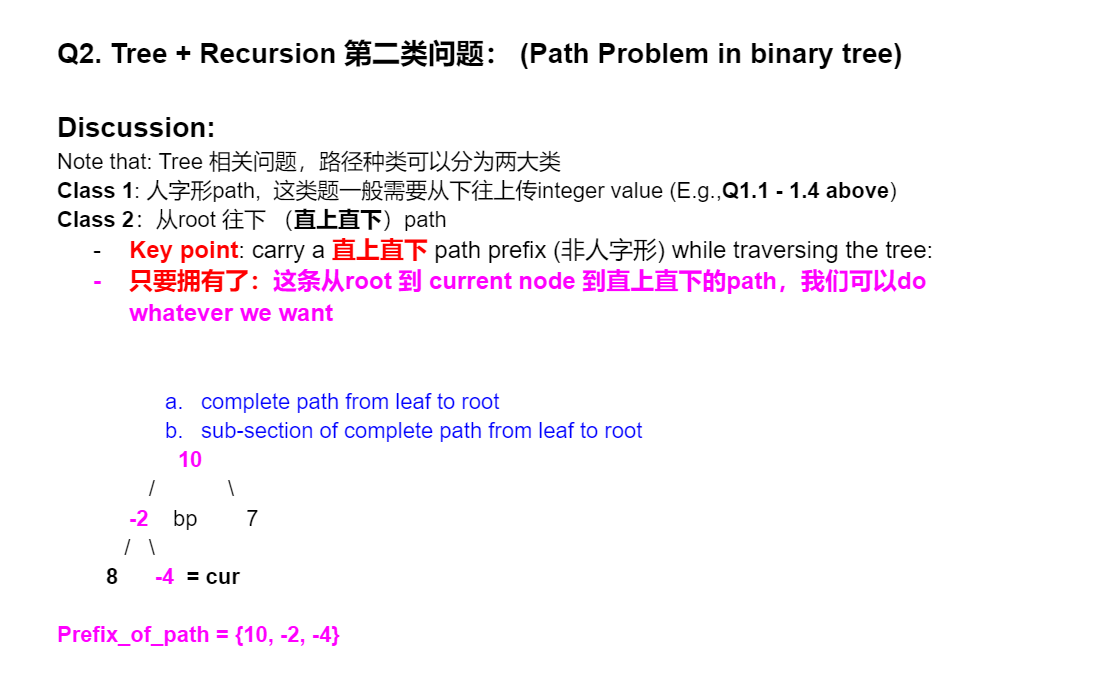 Q2. Tree + Recursion 第二类问题： (Path Problem in binary tree)
Discussion:
Note that: Tree 相关问题，路径种类可以分为两大类
Class 1: 人字形path, 这类题一般需要从下往上传integer value (E.g.,Q1.1 - 1.4 above)
Class 2：从root 往下 （直上直下）path
- Key point: carry a 直上直下 path prefix (非人字形) while traversing the tree:
- 只要拥有了：这条从root 到 current node 到直上直下的path，我们可以do
whatever we want
a. complete path from leaf to root
b. sub-section of complete path from leaf to root
10
/ \
-2 bp 7
/ \
8 -4 = cur
Prefix_of_path = {10, -2, -4}